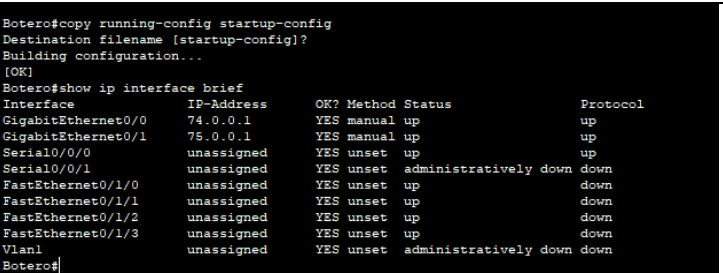 Botero#copy running-config startup-config
Destination filename [startup-config]?
Building configuration...
[OK]
Botero#show ip interface brief
Interface IP-Address OK? Method Status Protocol
GigabitEthernet0/0 74.0.0.1 YES manual up up
GigabitEthernet0/1 75.0.0.1 YES manual up up
Serial0/0/0 unassigned YES unset up up
Serial0/0/1 unassigned YES unset administratively down down
FastEthernet0/1/0 unassigned YES unset up down
FastEthernet0/1/1 unassigned YES unset up down
FastEthernet0/1/2 unassigned YES unset up down
FastEthernet0/1/3 unassigned YES unset up down
Vlan1 unassigned YES unset administratively down down
Botero#